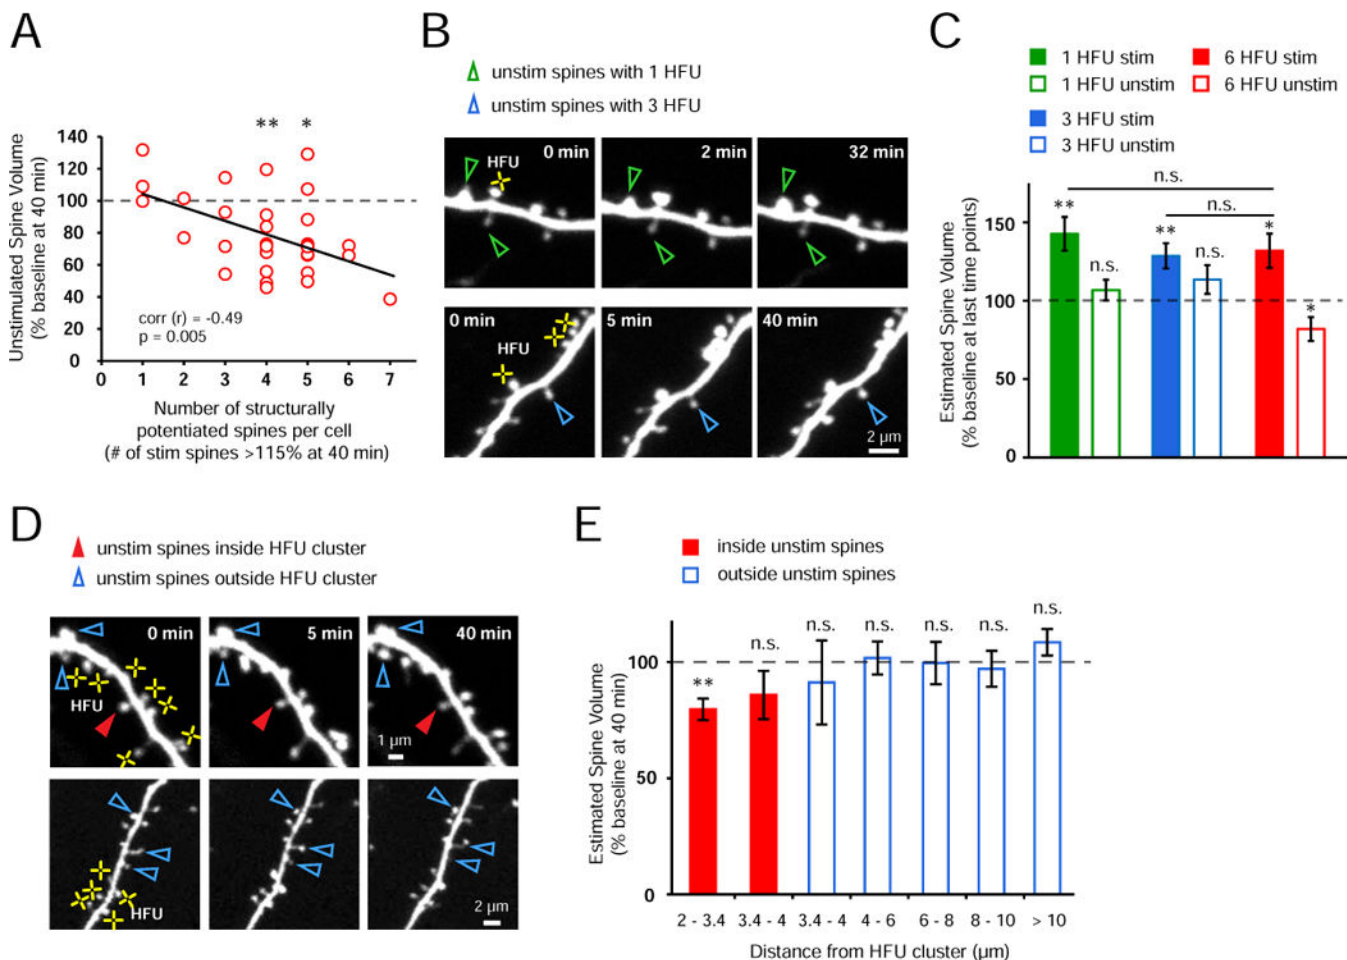 A
Unstimulated Spine Volume
(% baseline at 40 min)
140
120
100
80
60
40
20
0
** *
corr (r) = -0.49
p = 0.005
0 1 2 3 4 5 6 7
Number of structurally
potentiated spines per cell
(# of stim spines >115% at 40 min)
B
unstim spines with 1 HFU
unstim spines with 3 HFU
HFU
0 min
2 min
32 min
0 min
HFU
5 min
40 min
2 µm
C
1 HFU stim
6 HFU stim
1 HFU unstim
6 HFU unstim
3 HFU stim
3 HFU unstim
Estimated Spine Volume
(% baseline at last time points)
150
100
50
0
n.s.
n.s.
**
n.s.
**
n.s.
*
*
D
unstim spines inside HFU cluster
unstim spines outside HFU cluster
0 min
HFU
5 min
40 min
1 µm
HFU
2 µm
E
inside unstim spines
outside unstim spines
Estimated Spine Volume
(% baseline at 40 min)
100
50
0
**
n.s.
n.s.
n.s.
n.s.
n.s.
n.s.
2 - 3.4 3.4 - 4 3.4 - 4 4 - 6 6 - 8 8 - 10 > 10
Distance from HFU cluster (µm)